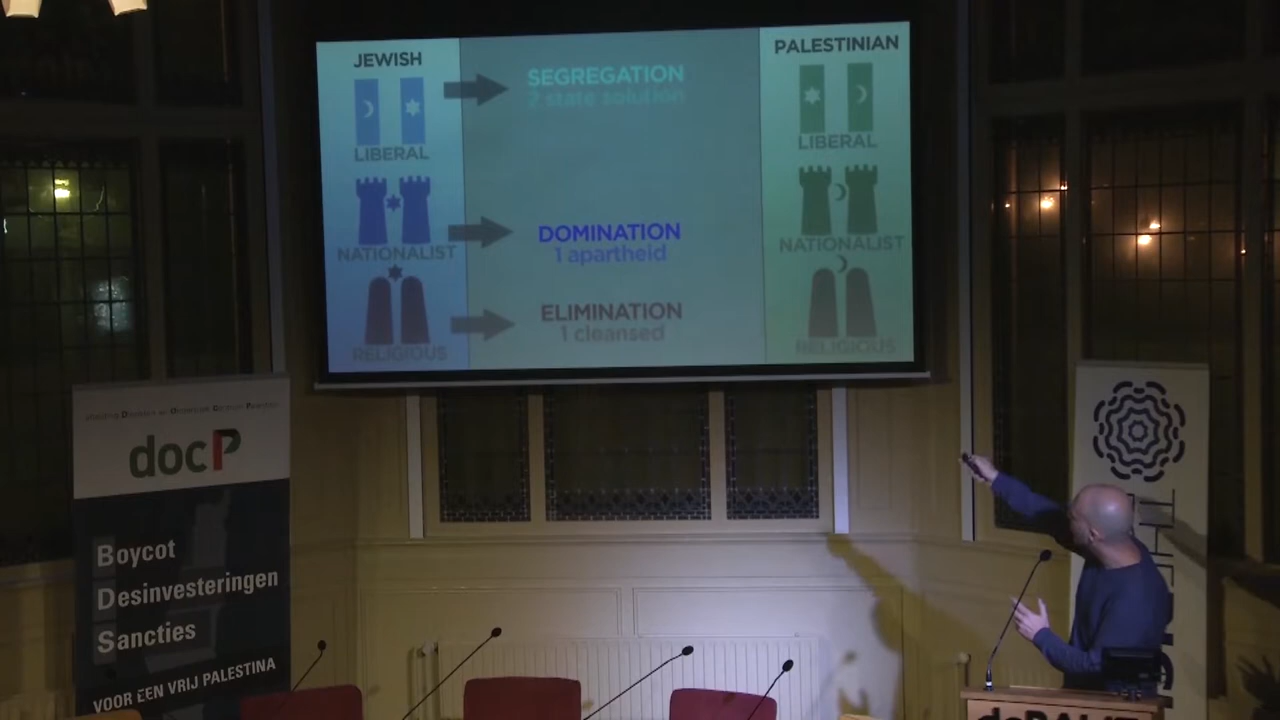 JEWISH
LIBERAL
NATIONALIST
RELIGIOUS
SEGREGATION
2 state solution
DOMINATION
1 apartheid
ELIMINATION
1 cleansed
PALESTINIAN
LIBERAL
NATIONALIST
RELIGIOUS
docP
Boycot
Desinvesteringen
Sancties
VOOR EEN VRIJ PALESTINA